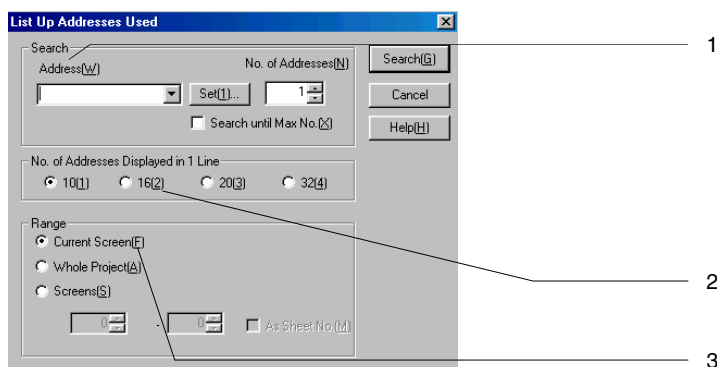 List Up Addresses Used
Search
Address(W)
No. of Addresses(N)
Set(1)...
1
Search until Max No.(X)
Search(G)
Cancel
Help(H)
1
No. of Addresses Displayed in 1 Line
10(1)
16(2)
20(3)
32(4)
Range
Current Screen(F)
Whole Project(A)
Screens(S)
0
-
0
As Sheet No.(M)
2
3